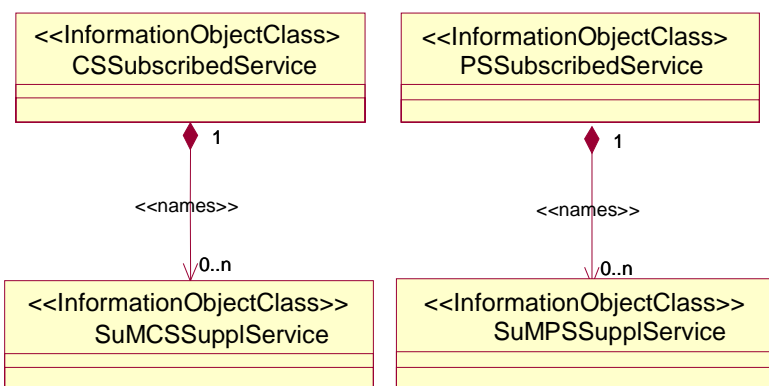 <<InformationObjectClass>
CSSubscribedService
<<InformationObjectClass>
PSSubscribedService
1
1
<<names>>
<<names>>
0..n
0..n
<<InformationObjectClass>>
SuMCSSupplService
<<InformationObjectClass>>
SuMPSSupplService